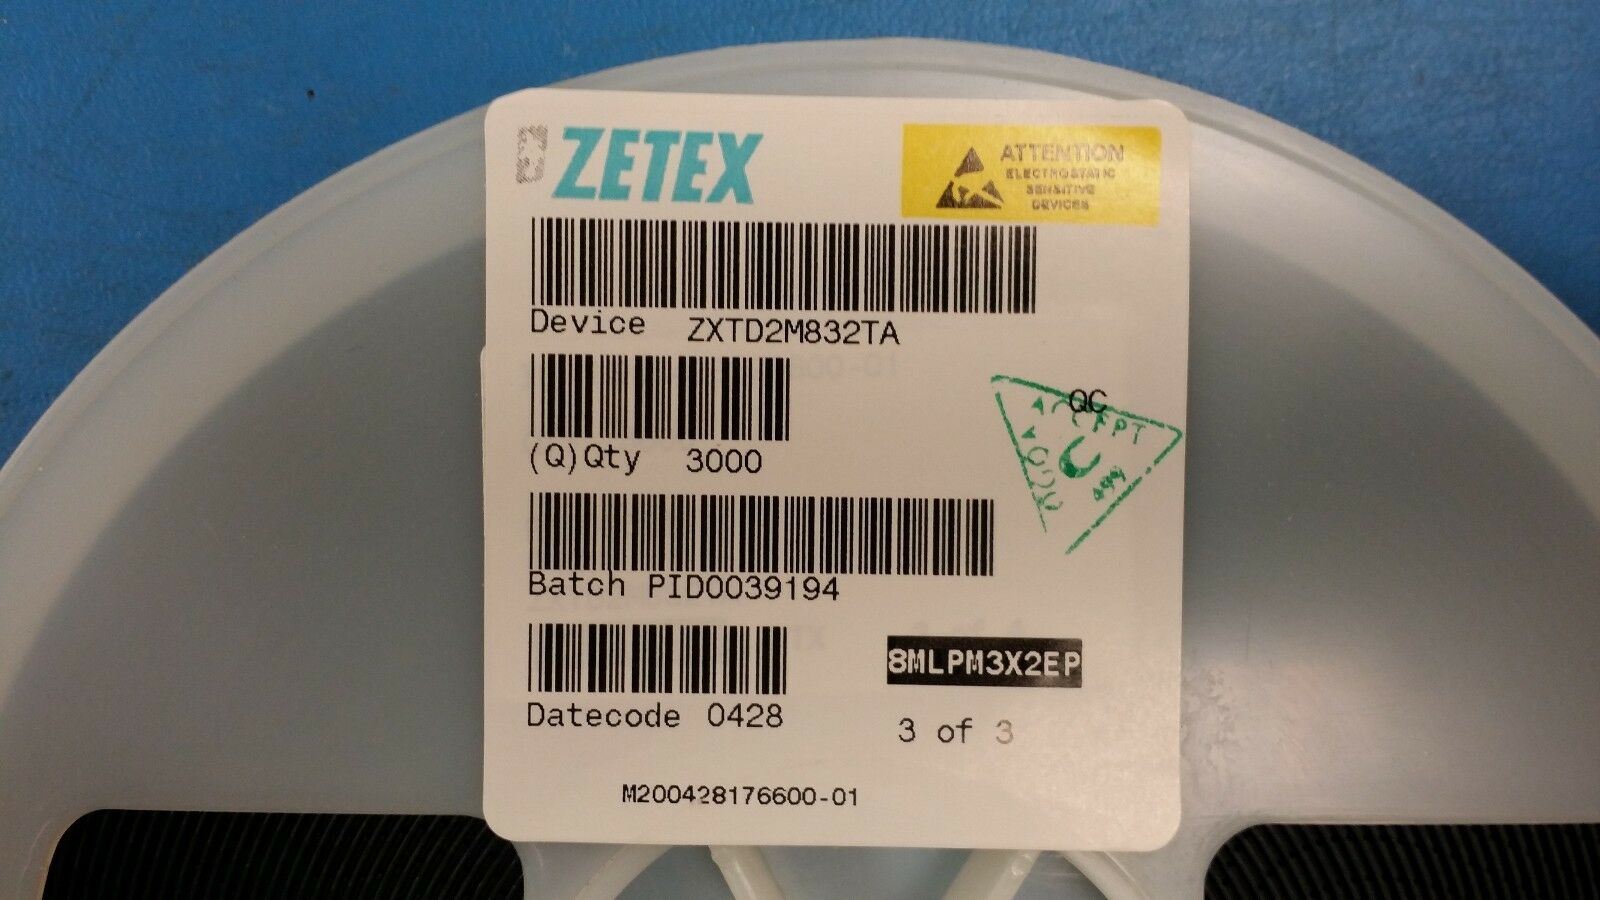 ZETEX
ATTENTION
ELECTROSTATIC
SENSITIVE
DEVICES
Device ZXTD2M832TA
(Q)Qty 3000
QC
ACCEPT
Batch PID0039194
8MLPM3X2EP
Datecode 0428
3 of 3
M200428176600-01